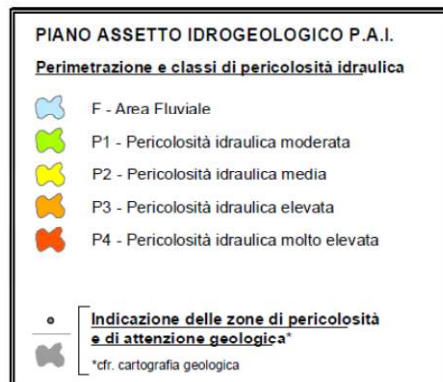 PIANO ASSETTO IDROGEOLOGICO P.A.I.
Perimetrazione e classi di pericolosità idraulica
F - Area Fluviale
P1 - Pericolosità idraulica moderata
P2 - Pericolosità idraulica media
P3 - Pericolosità idraulica elevata
P4 - Pericolosità idraulica molto elevata
Indicazione delle zone di pericolosità
e di attenzione geologica*
*cfr. cartografia geologica